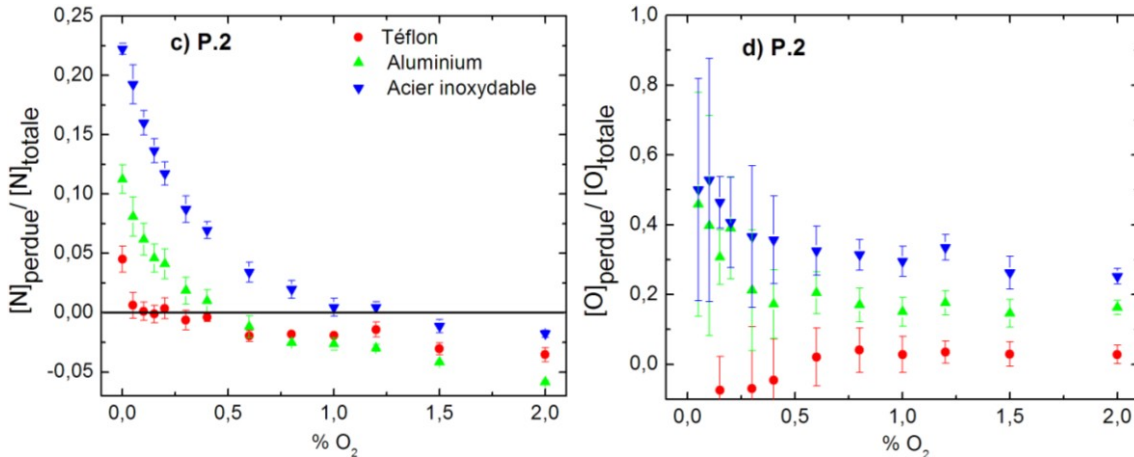 c) P.2
Téflon
Aluminium
Acier inoxydable
[N]perdue/ [N]totale
0,25
0,20
0,15
0,10
0,05
0,00
-0,05
0,0 0,5 1,0 1,5 2,0
% O2
d) P.2
[O]perdue/ [O]totale
1,0
0,8
0,6
0,4
0,2
0,0
0,0 0,5 1,0 1,5 2,0
% O2